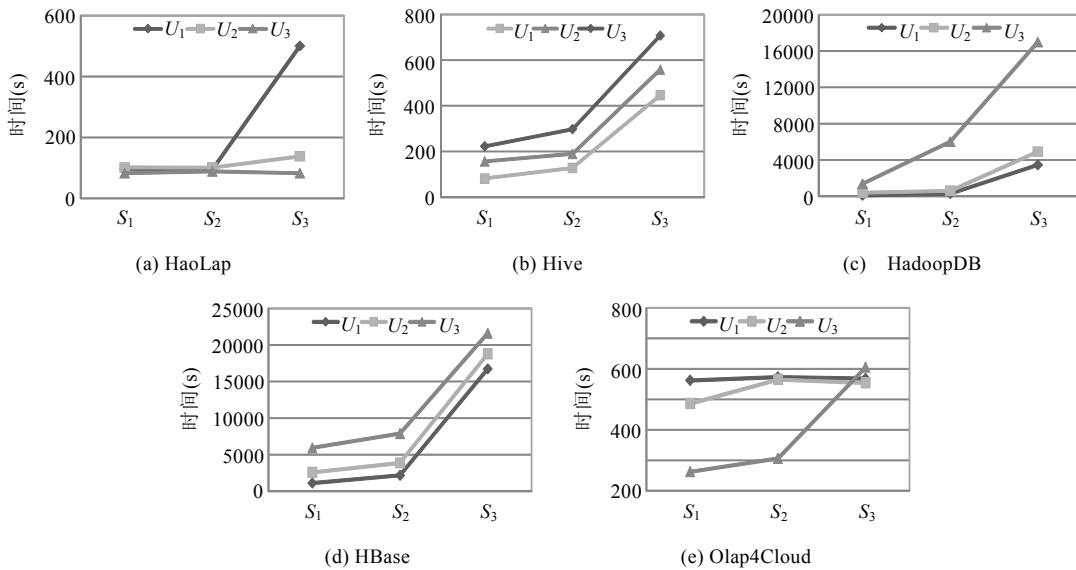 600
400
200
0
时间(s)
U1 U2 U3
S1 S2 S3
(a) HaoLap
800
600
400
200
0
时间(s)
U1 U2 U3
S1 S2 S3
(b) Hive
20000
16000
12000
8000
4000
0
时间(s)
U1 U2 U3
S1 S2 S3
(c) HadoopDB
25000
20000
15000
10000
5000
0
时间(s)
U1 U2 U3
S1 S2 S3
(d) HBase
800
600
400
200
时间(s)
U1 U2 U3
S1 S2 S3
(e) Olap4Cloud